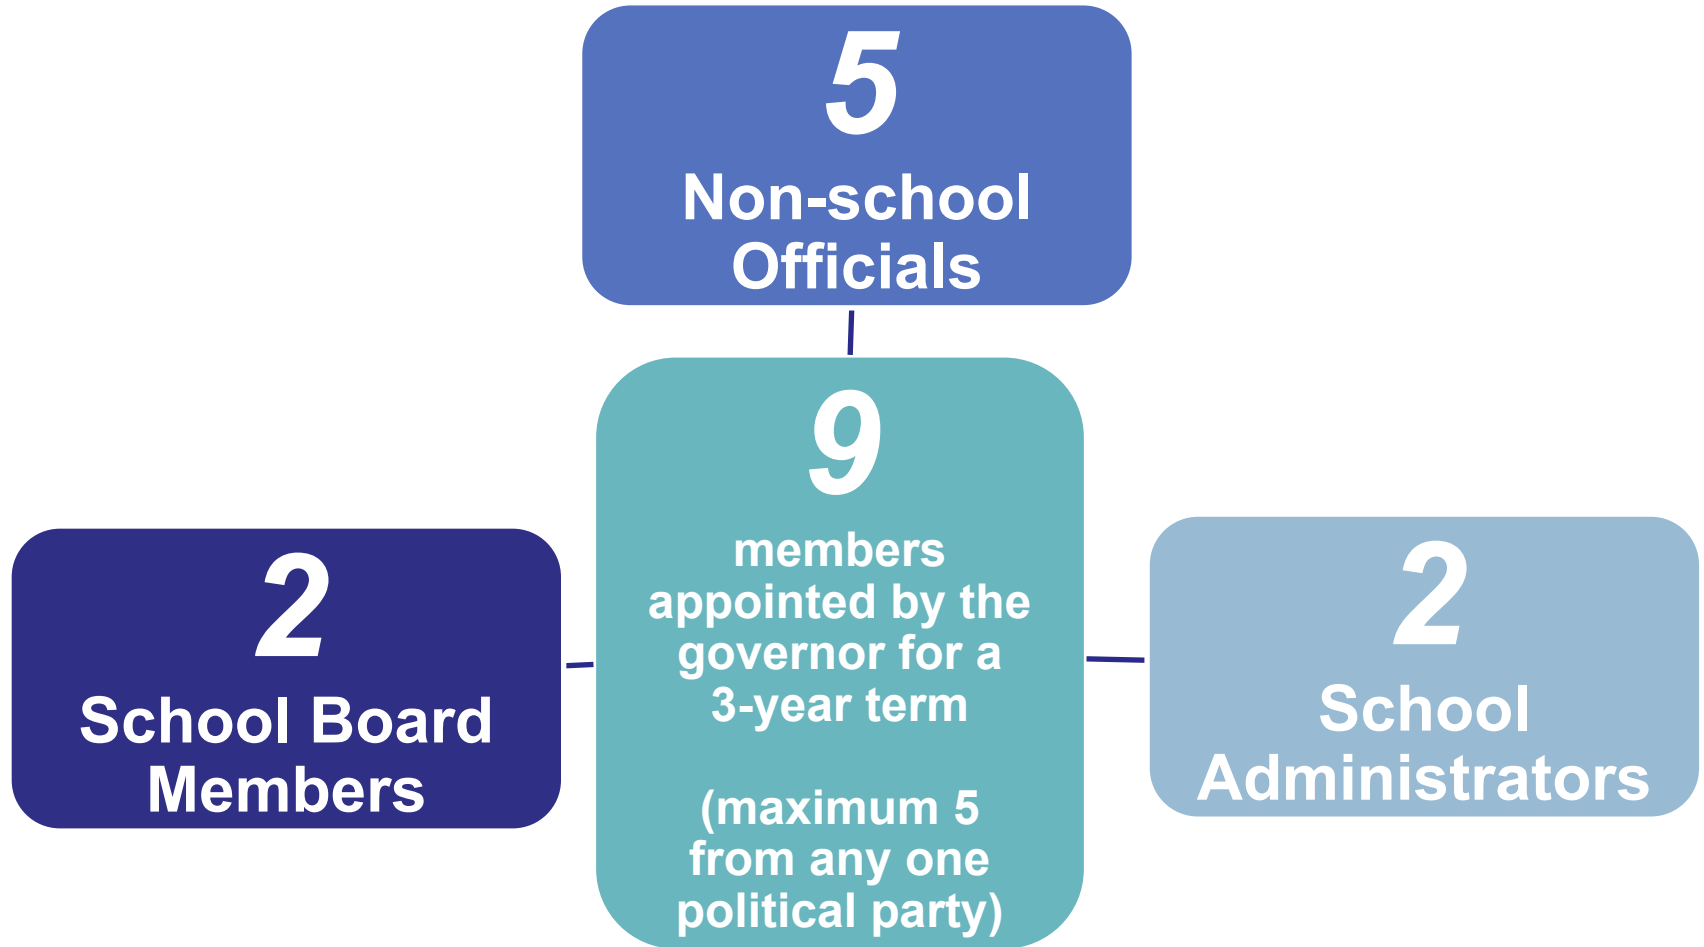 5
Non-school
Officials
9
members
appointed by the
governor for a
3-year term
(maximum 5
from any one
political party)
2
School Board
Members
2
School
Administrators